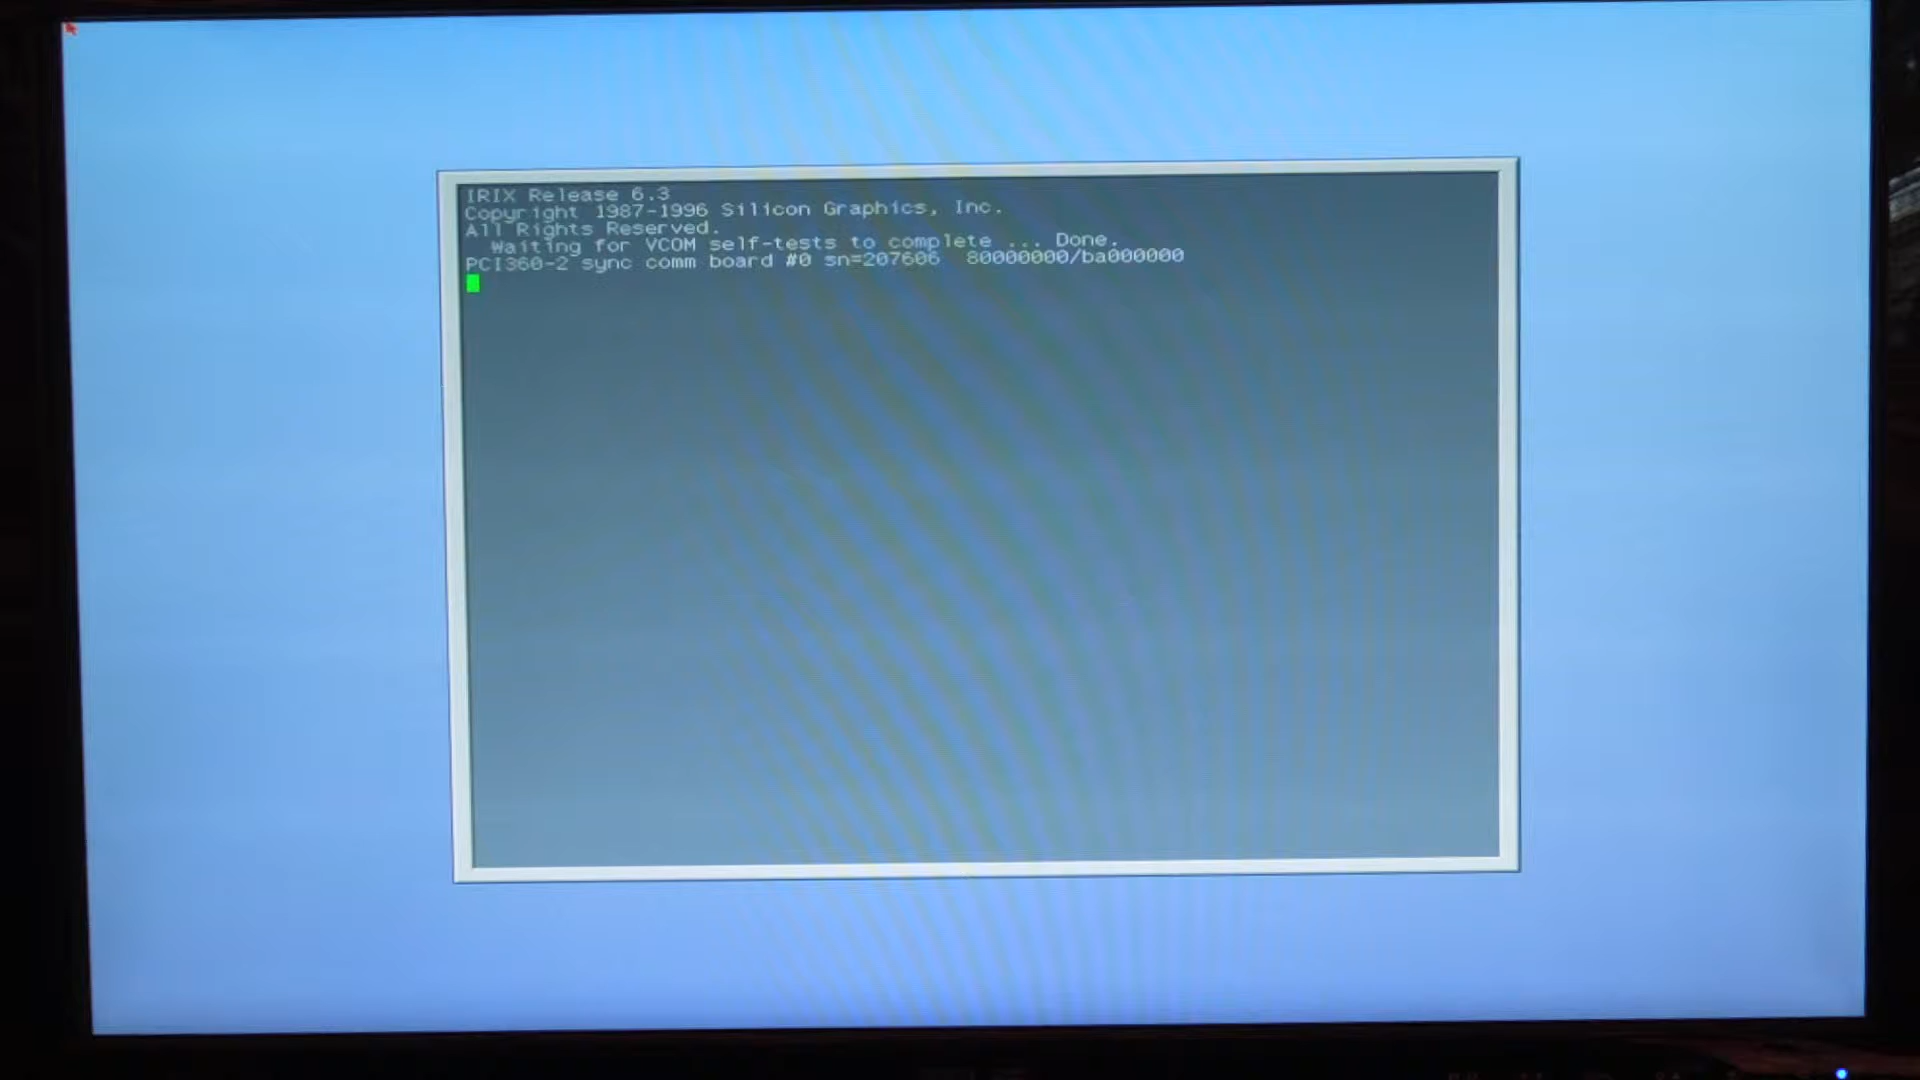 IRIX Release 6.3
Copyright 1987-1996 Silicon Graphics, Inc.
All Rights Reserved.
Waiting for VCOM self-tests to complete ... Done.
PCI360-2 sync comm board #0 sn=207606 80000000/ba000000